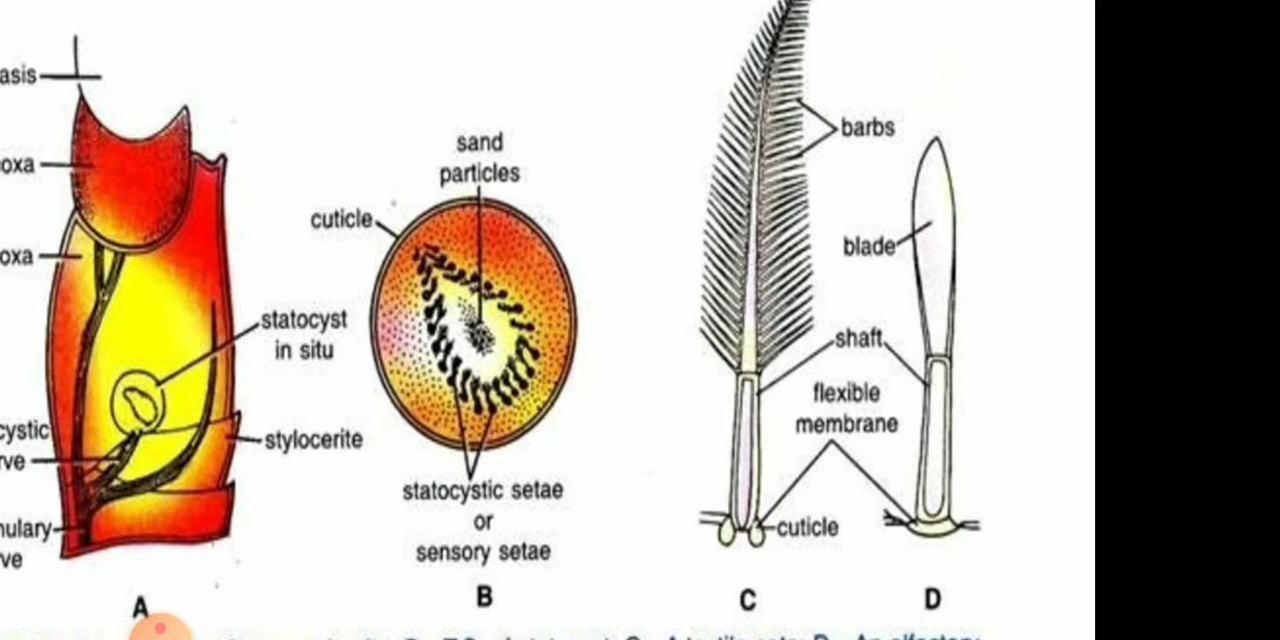 asis
oxa
oxa
statocyst
in situ
cystic
rve
stylocerite
nulary
ve
A
sand
particles
cuticle
statocystic setae
or
sensory setae
B
barbs
blade
shaft
flexible
membrane
cuticle
C
D